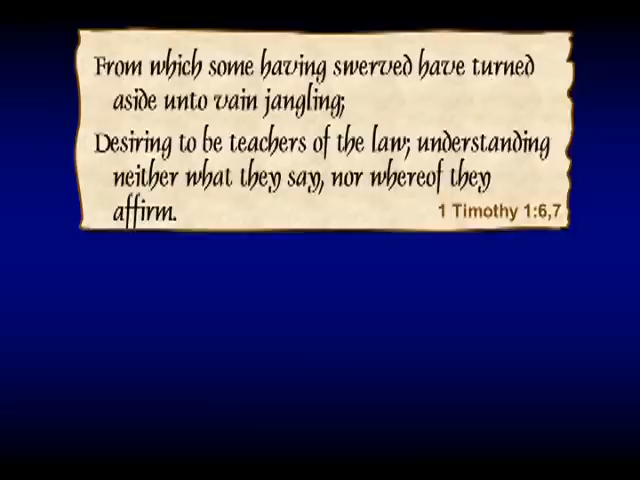 From which some having swerved have turned
aside unto vain jangling;
Desiring to be teachers of the law; understanding
neither what they say, nor whereof they
affirm.
1 Timothy 1:6,7